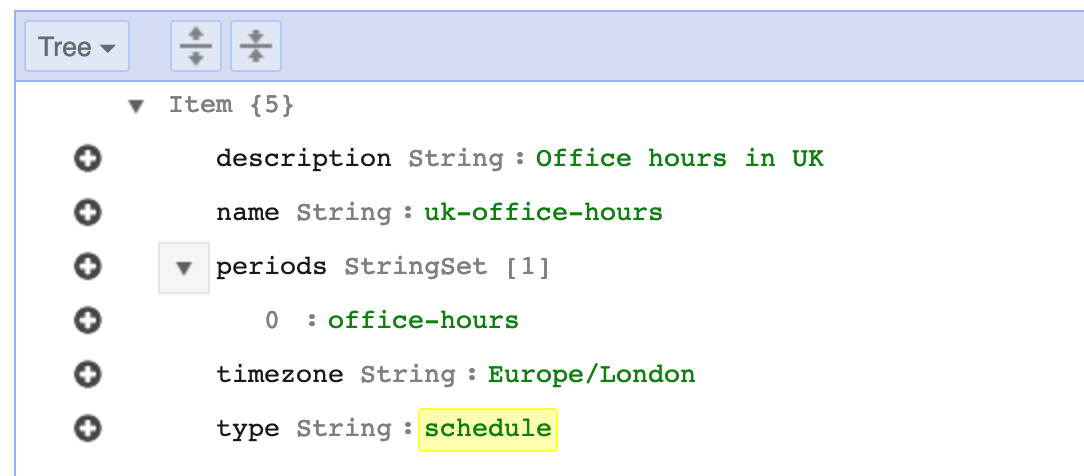 Tree
Item {5}
description String : Office hours in UK
name String : uk-office-hours
periods StringSet [1]
0 : office-hours
timezone String : Europe/London
type String : schedule